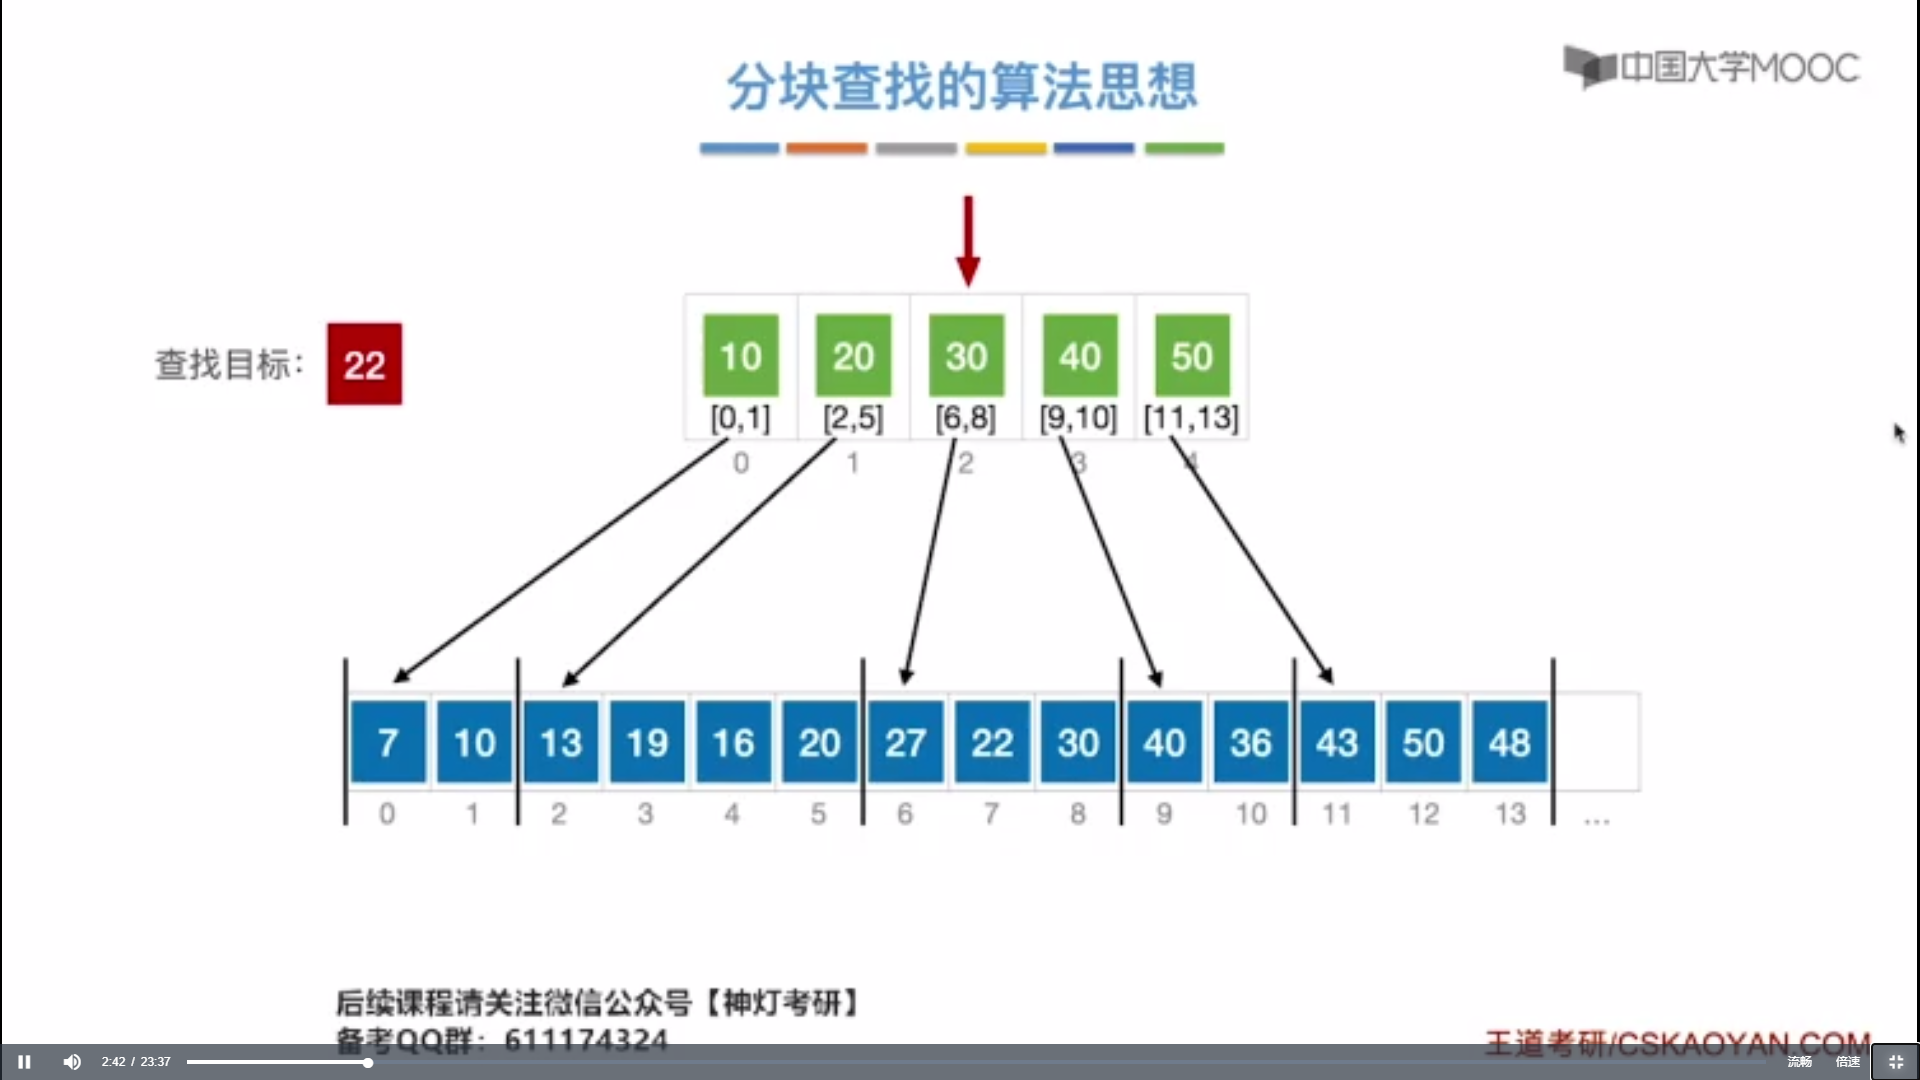 分块查找的算法思想
中国大学MOOC
查找目标：
22
10 20 30 40 50
[0,1] [2,5] [6,8] [9,10] [11,13]
0 1 2 3 4
7 10 13 19 16 20 27 22 30 40 36 43 50 48
0 1 2 3 4 5 6 7 8 9 10 11 12 13 ...
后续课程请关注微信公众号【神灯考研】
备考QQ群：611174324
王道考研/CSKAOYAN.COM
2:42 / 23:37
流畅 倍速